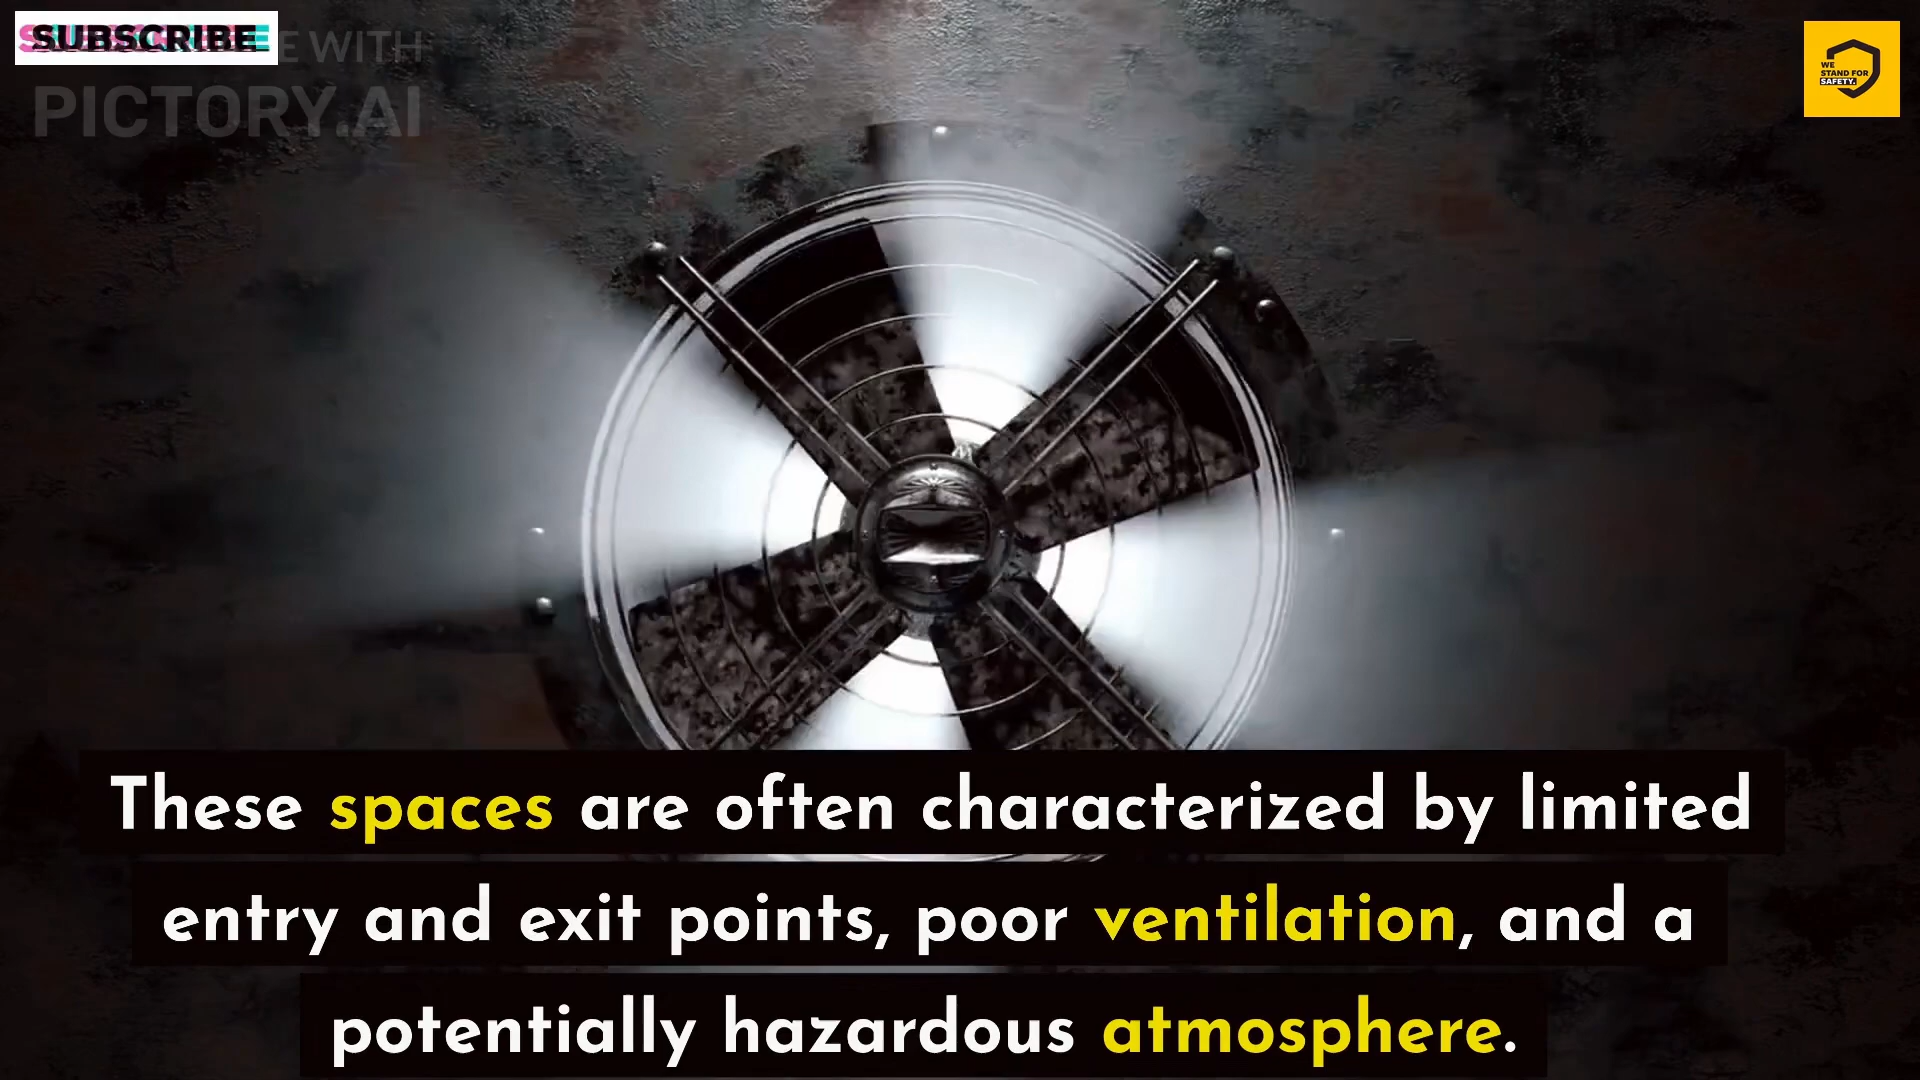 SUBSCRIBE
E WITH
PICTORY.AI
WE
STAND FOR
SAFETY.
These spaces are often characterized by limited
entry and exit points, poor ventilation, and a
potentially hazardous atmosphere.